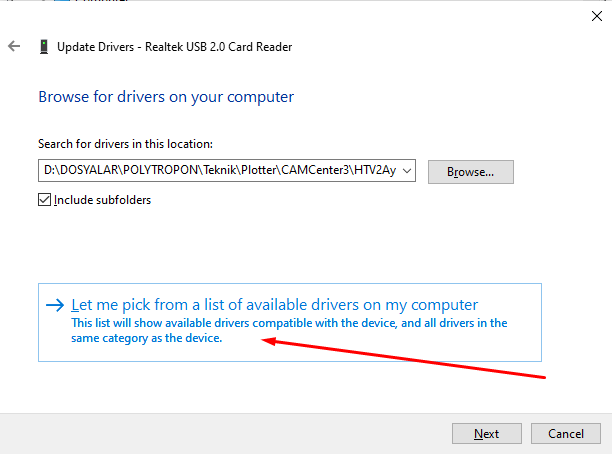 Update Drivers - Realtek USB 2.0 Card Reader
Browse for drivers on your computer
Search for drivers in this location:
D:\DOSYALAR\POLYTROPON\Teknik\Plotter\CAMCenter3\HTV2Ay
Browse...
Include subfolders
Let me pick from a list of available drivers on my computer
This list will show available drivers compatible with the device, and all drivers in the
same category as the device.
Next
Cancel